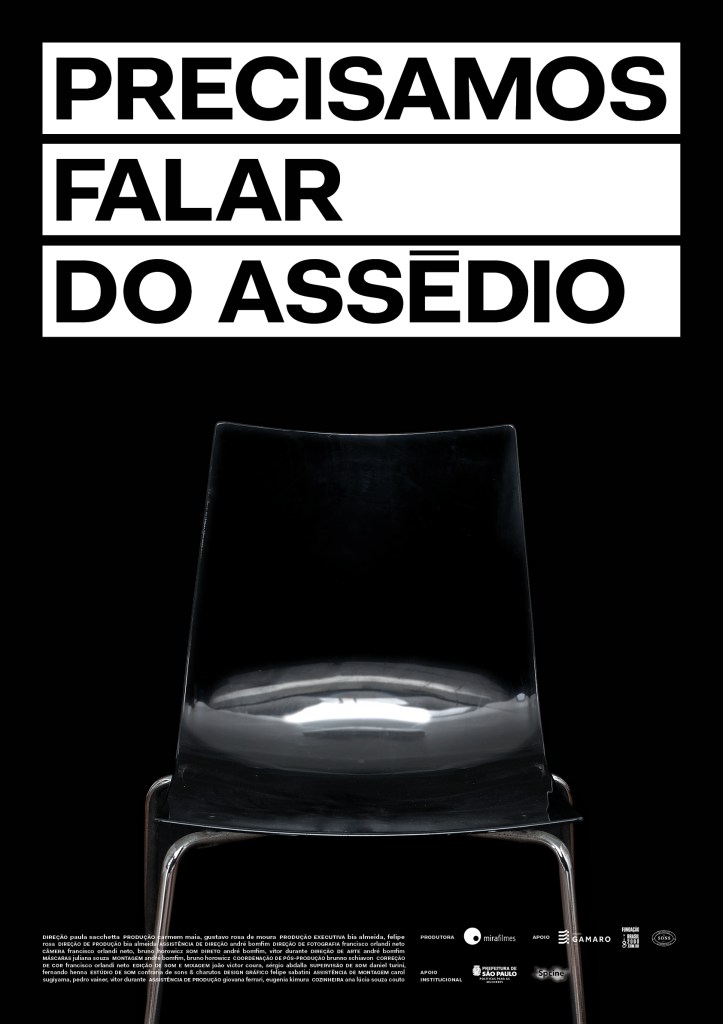 PRECISAMOS
FALAR
DO ASSÉDIO
DIREÇÃO paula sacchetta PRODUÇÃO carmem maia, gustavo rosa de moura PRODUÇÃO EXECUTIVA bia almeida, felipe
rosa DIREÇÃO DE PRODUÇÃO bia almeida ASSISTÊNCIA DE DIREÇÃO andré bomfim DIREÇÃO DE FOTOGRAFIA francisco orlandi neto
CÂMERA francisco orlandi neto, bruno horowicz SOM DIRETO andré bomfim, vitor durante DIREÇÃO DE ARTE andré bomfim
MÁSCARAS juliana souza MONTAGEM andré bomfim, bruno horowicz COORDENAÇÃO DE PÓS-PRODUÇÃO brunno schiavon CORREÇÃO
DE COR francisco orlandi neto EDIÇÃO DE SOM E MIXAGEM joão victor coura, sérgio abdalla SUPERVISÃO DE SOM daniel turini,
fernando henna ESTÚDIO DE SOM confraria de sons & charutos DESIGN GRÁFICO felipe sabatini ASSISTÊNCIA DE MONTAGEM carol
sugiyama, pedro vainer, vitor durante ASSISTÊNCIA DE PRODUÇÃO giovana ferrari, eugenia kimura COZINHEIRA ana lúcia souza couto
PRODUTORA
mirafilmes
APOIO
GAMARO
FUNDAÇÃO
APOIO
INSTITUCIONAL
PREFEITURA DE
SÃO PAULO
Spcine